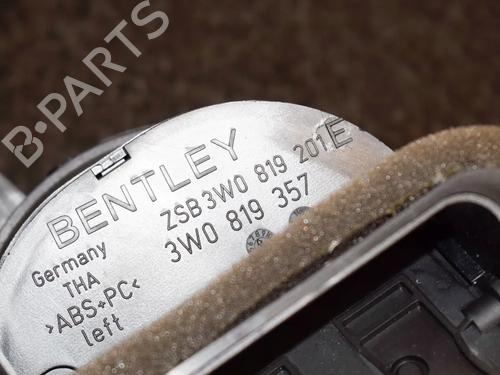 B-PARTS
BENTLEY
ZSB 3W0 819 201 E
3W0 819 357
Germany
THA
>ABS+PC<
left